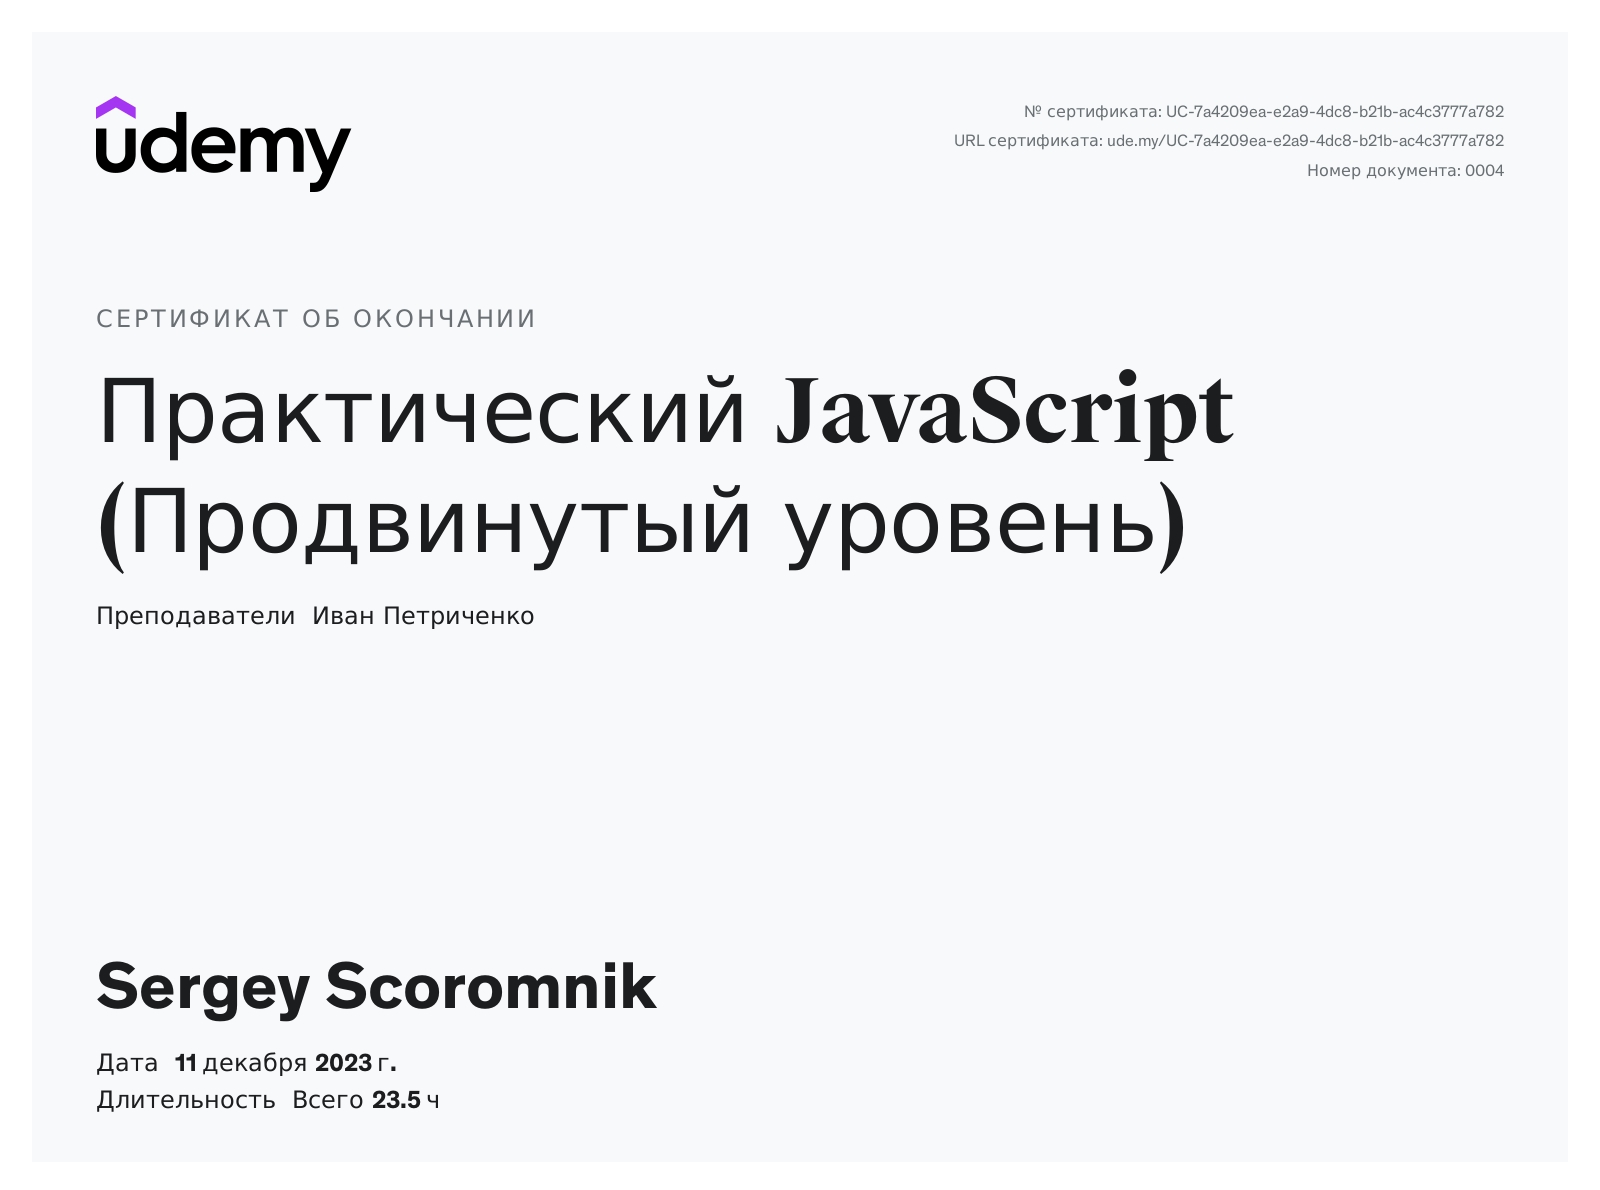 udemy
№ сертификата: UC-7a4209ea-e2a9-4dc8-b21b-ac4c3777a782
URL сертификата: ude.my/UC-7a4209ea-e2a9-4dc8-b21b-ac4c3777a782
Номер документа: 0004
СЕРТИФИКАТ ОБ ОКОНЧАНИИ
Практический JavaScript
(Продвинутый уровень)
Преподаватели Иван Петриченко
Sergey Scoromnik
Дата 11 декабря 2023 г.
Длительность Всего 23.5 ч